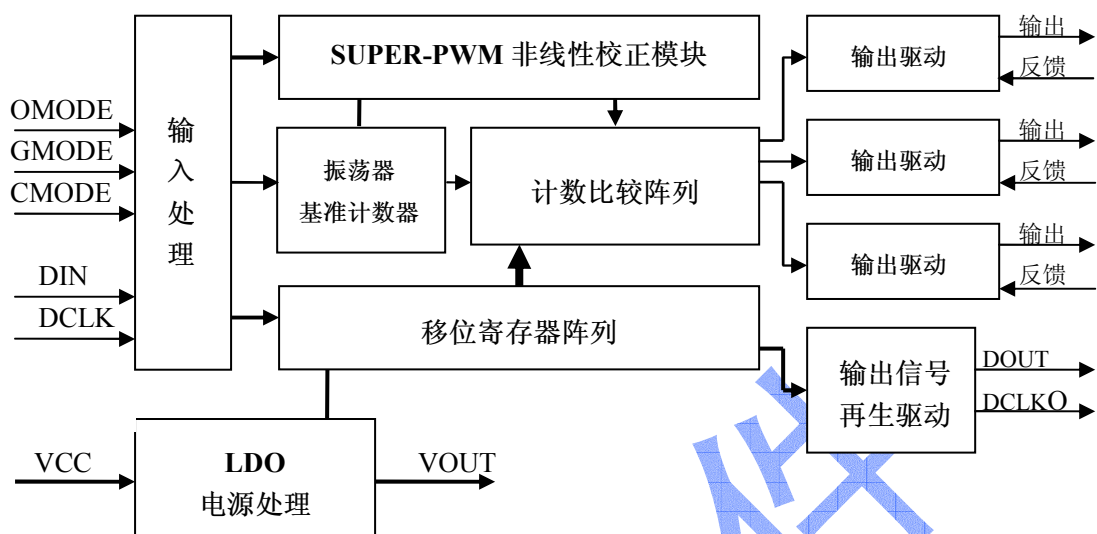 SUPER-PWM 非线性校正模块
输出驱动
输出
反馈
OMODE
GMODE
CMODE
输入处理
振荡器
基准计数器
计数比较阵列
输出驱动
输出
反馈
DIN
DCLK
输出驱动
输出
反馈
移位寄存器阵列
输出信号
再生驱动
DOUT
DCLKO
VCC
LDO
电源处理
VOUT
件